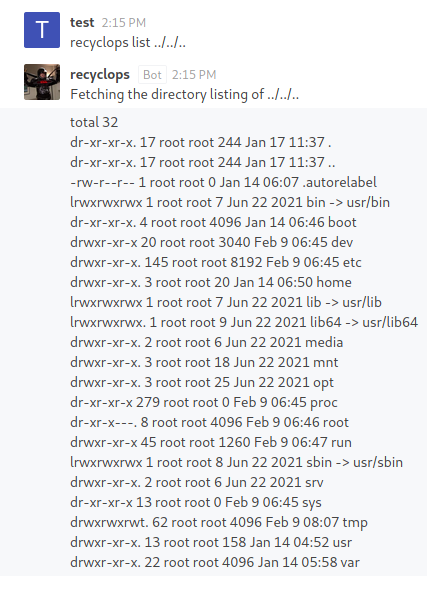 T
test 2:15 PM
recyclops list ../../..
recyclops Bot 2:15 PM
Fetching the directory listing of ../../..
total 32
dr-xr-xr-x. 17 root root 244 Jan 17 11:37 .
dr-xr-xr-x. 17 root root 244 Jan 17 11:37 ..
-rw-r--r-- 1 root root 0 Jan 14 06:07 .autorelabel
lrwxrwxrwx 1 root root 7 Jun 22 2021 bin -> usr/bin
dr-xr-xr-x. 4 root root 4096 Jan 14 06:46 boot
drwxr-xr-x 20 root root 3040 Feb 9 06:45 dev
drwxr-xr-x. 145 root root 8192 Feb 9 06:45 etc
drwxr-xr-x. 3 root root 20 Jan 14 06:50 home
lrwxrwxrwx 1 root root 7 Jun 22 2021 lib -> usr/lib
lrwxrwxrwx. 1 root root 9 Jun 22 2021 lib64 -> usr/lib64
drwxr-xr-x. 2 root root 6 Jun 22 2021 media
drwxr-xr-x. 3 root root 18 Jan 14 06:51 mnt
drwxr-xr-x. 3 root root 25 Jun 22 2021 opt
dr-xr-xr-x 279 root root 0 Feb 9 06:45 proc
dr-xr-x---. 8 root root 4096 Feb 9 06:46 root
drwxr-xr-x 45 root root 1260 Feb 9 06:47 run
lrwxrwxrwx 1 root root 8 Jun 22 2021 sbin -> usr/sbin
drwxr-xr-x. 2 root root 6 Jun 22 2021 srv
dr-xr-xr-x 13 root root 0 Feb 9 06:45 sys
drwxrwxrwt. 62 root root 4096 Feb 9 08:07 tmp
drwxr-xr-x. 13 root root 158 Jan 14 04:52 usr
drwxr-xr-x. 22 root root 4096 Jan 14 05:58 var